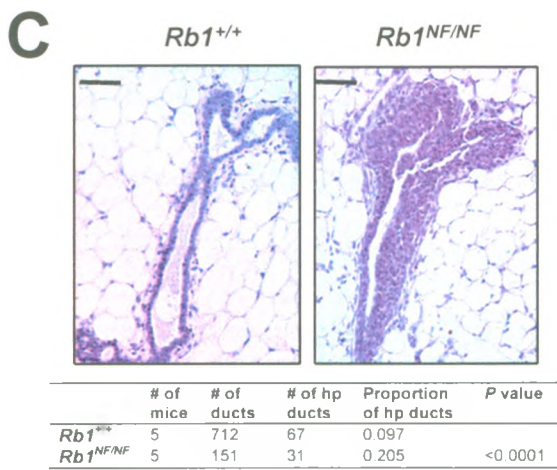 C
Rb1+/+ Rb1NF/NF
# of mice # of ducts # of hp ducts Proportion of hp ducts P value
Rb1+/+ 5 712 67 0.097
Rb1NF/NF 5 151 31 0.205 <0.0001